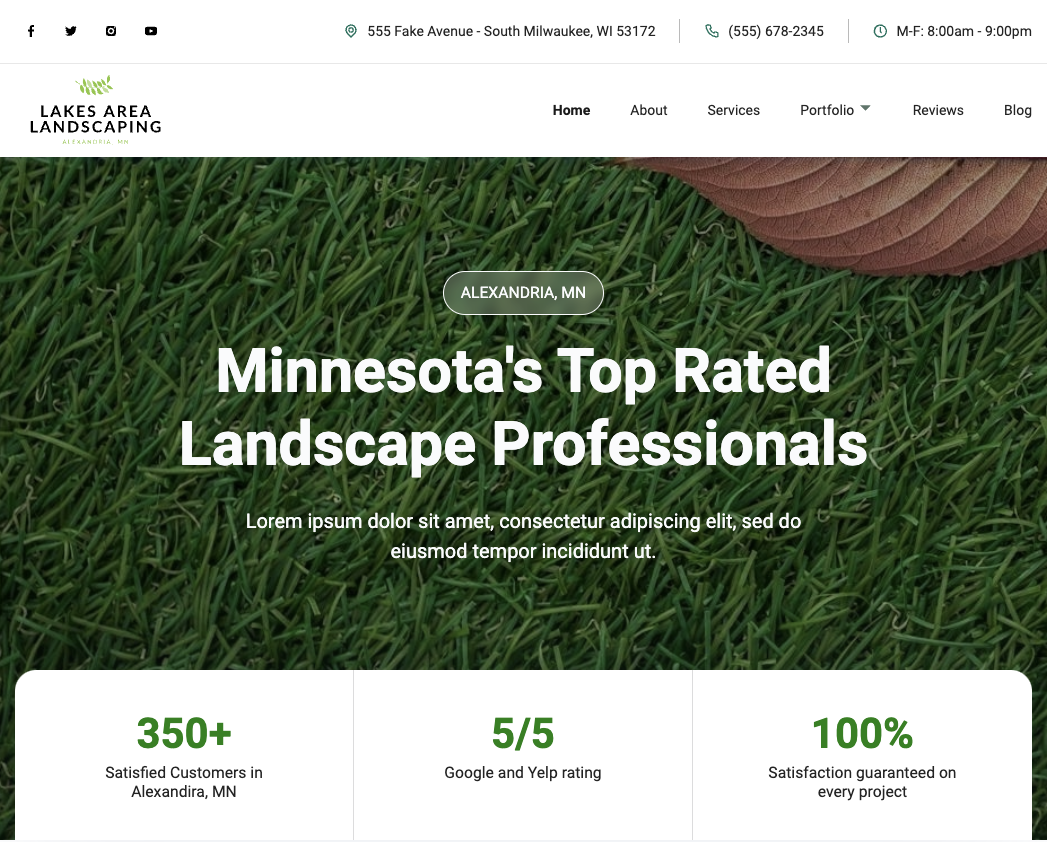 555 Fake Avenue - South Milwaukee, WI 53172
(555) 678-2345
M-F: 8:00am - 9:00pm
LAKES AREA
LANDSCAPING
ALEXANDRIA, MN
Home
About
Services
Portfolio
Reviews
Blog
ALEXANDRIA, MN
Minnesota's Top Rated
Landscape Professionals
Lorem ipsum dolor sit amet, consectetur adipiscing elit, sed do
eiusmod tempor incididunt ut.
350+
Satisfied Customers in
Alexandira, MN
5/5
Google and Yelp rating
100%
Satisfaction guaranteed on
every project